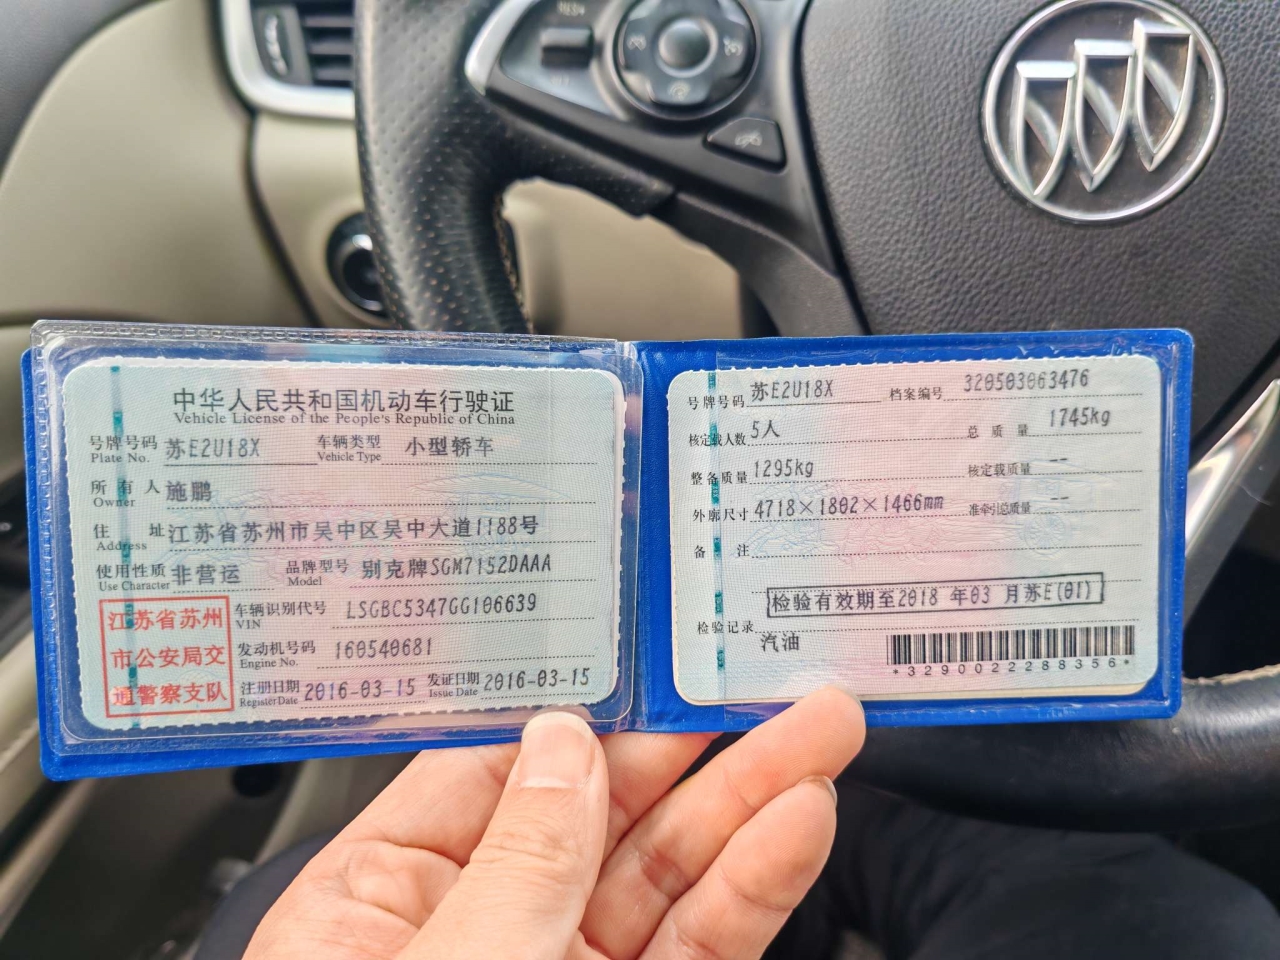 中华人民共和国机动车行驶证
Vehicle License of the People's Republic of China
号牌号码 苏E2U18X 车辆类型 小型轿车
Plate No. Vehicle Type
所有人 施鹏
Owner
住址 江苏省苏州市吴中区吴中大道1188号
Address
使用性质 非营运 品牌型号 别克牌SGM7152DAAA
Use Character Model
江苏省苏州
市公安局交
通警察支队
车辆识别代号 LSGBC5347GG106639
VIN
发动机号码 160540681
Engine No.
注册日期 2016-03-15 发证日期 2016-03-15
Register Date Issue Date
号牌号码 苏E2U18X 档案编号 320503063476
核定载人数 5人 总质量 1745kg
整备质量 1295kg 核定载质量 --
外廓尺寸 4718×1802×1466mm 准牵引总质量 --
备注
检验有效期至2018年03月苏E(01)
检验记录
汽油
*3290022288356*